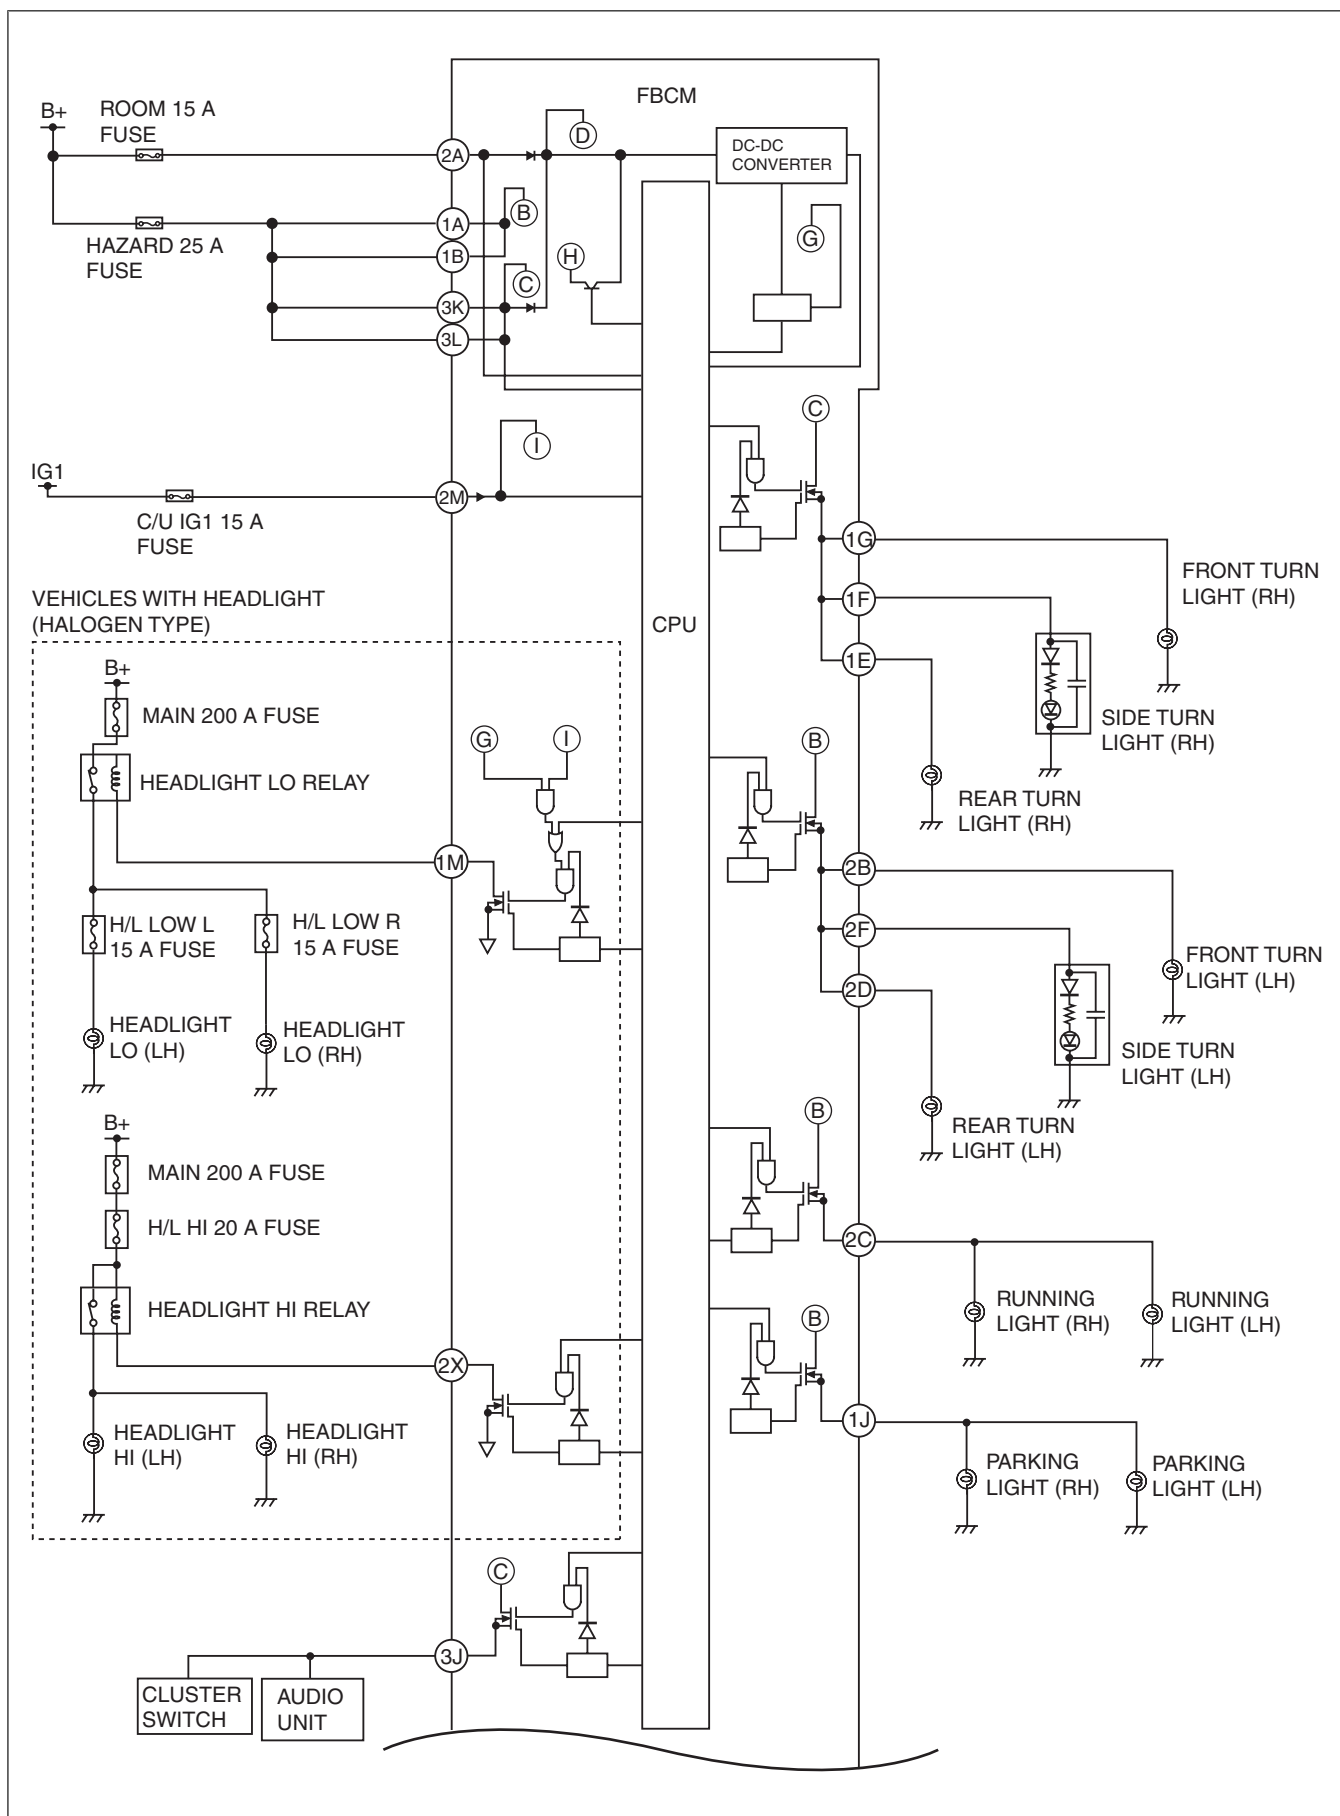 FBCM
B+
ROOM 15 A
FUSE
D
DC-DC
CONVERTER
2A
B
1A
G
HAZARD 25 A
FUSE
1B
H
C
3K
3L
C
I
IG1
2M
C/U IG1 15 A
FUSE
1G
FRONT TURN
LIGHT (RH)
VEHICLES WITH HEADLIGHT
(HALOGEN TYPE)
1F
CPU
1E
B+
MAIN 200 A FUSE
SIDE TURN
LIGHT (RH)
G
I
B
HEADLIGHT LO RELAY
REAR TURN
LIGHT (RH)
1M
2B
H/L LOW L
15 A FUSE
H/L LOW R
15 A FUSE
2F
FRONT TURN
LIGHT (LH)
2D
HEADLIGHT
LO (LH)
HEADLIGHT
LO (RH)
SIDE TURN
LIGHT (LH)
B+
B
REAR TURN
LIGHT (LH)
MAIN 200 A FUSE
H/L HI 20 A FUSE
2C
HEADLIGHT HI RELAY
RUNNING
LIGHT (RH)
RUNNING
LIGHT (LH)
B
2X
1J
HEADLIGHT
HI (LH)
HEADLIGHT
HI (RH)
PARKING
LIGHT (RH)
PARKING
LIGHT (LH)
C
3J
CLUSTER
SWITCH
AUDIO
UNIT